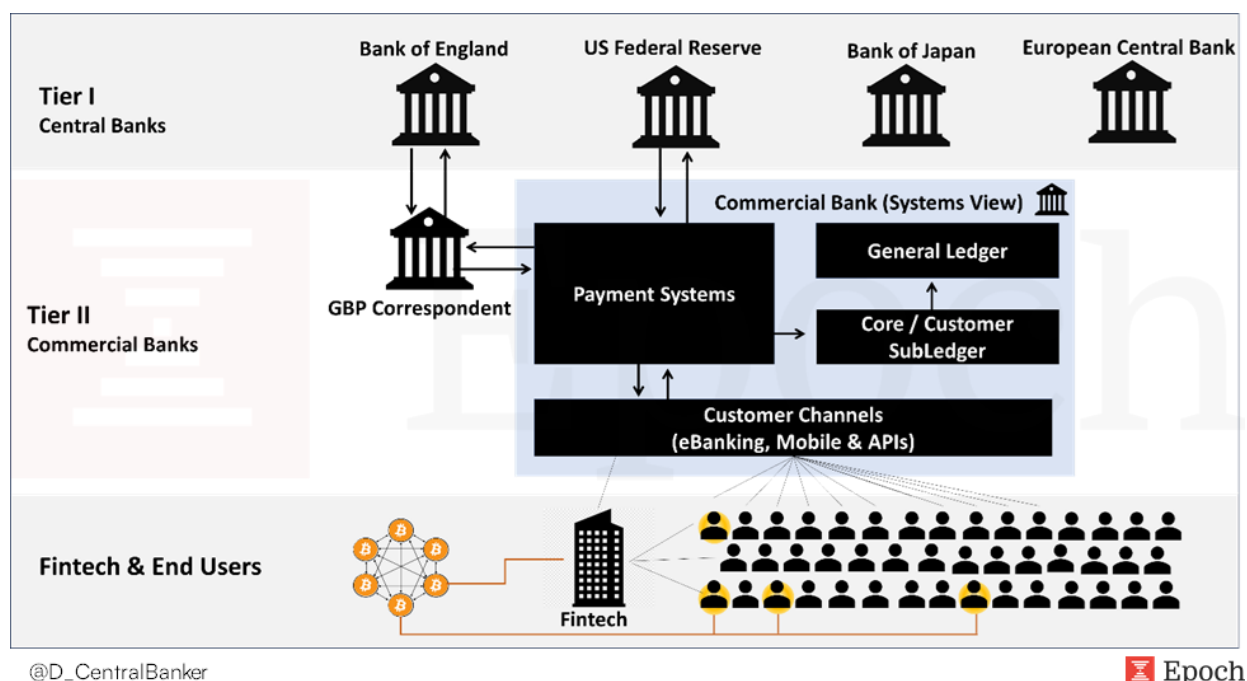 Bank of England
US Federal Reserve
Bank of Japan
European Central Bank
Tier I
Central Banks
Commercial Bank (Systems View)
General Ledger
Payment Systems
GBP Correspondent
Tier II
Commercial Banks
Core / Customer
SubLedger
Customer Channels
(eBanking, Mobile & APIs)
Epoch
Fintech & End Users
Fintech
@D_CentralBanker
Epoch